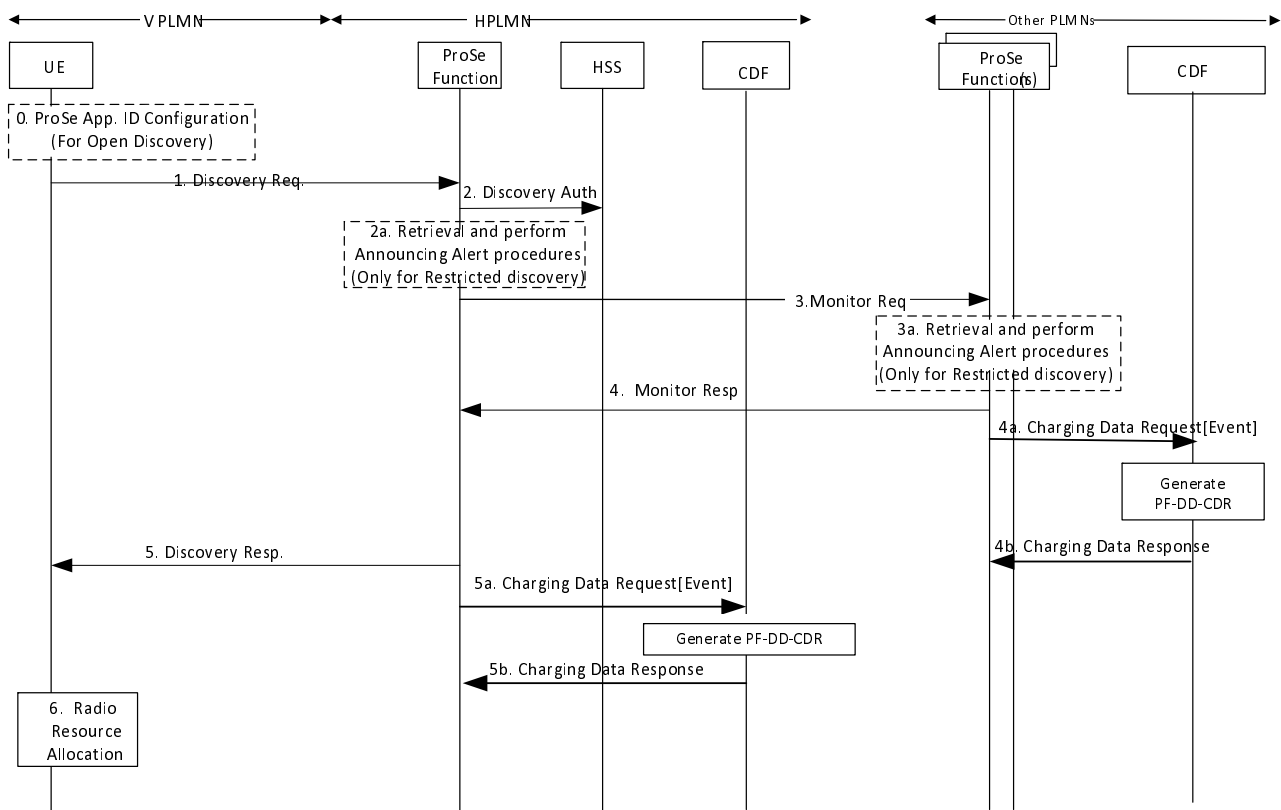 VPLMN
HPLMN
Other PLMNs
UE
ProSe
Function
HSS
CDF
ProSe
Function(s)
CDF
0. ProSe App. ID Configuration
(For Open Discovery)
1. Discovery Req.
2. Discovery Auth
2a. Retrieval and perform
Announcing Alert procedures
(Only for Restricted discovery)
3.Monitor Req
3a. Retrieval and perform
Announcing Alert procedures
(Only for Restricted discovery)
4. Monitor Resp
4a. Charging Data Request[Event]
Generate
PF-DD-CDR
4b. Charging Data Response
5. Discovery Resp.
5a. Charging Data Request[Event]
Generate PF-DD-CDR
5b. Charging Data Response
6. Radio
Resource
Allocation